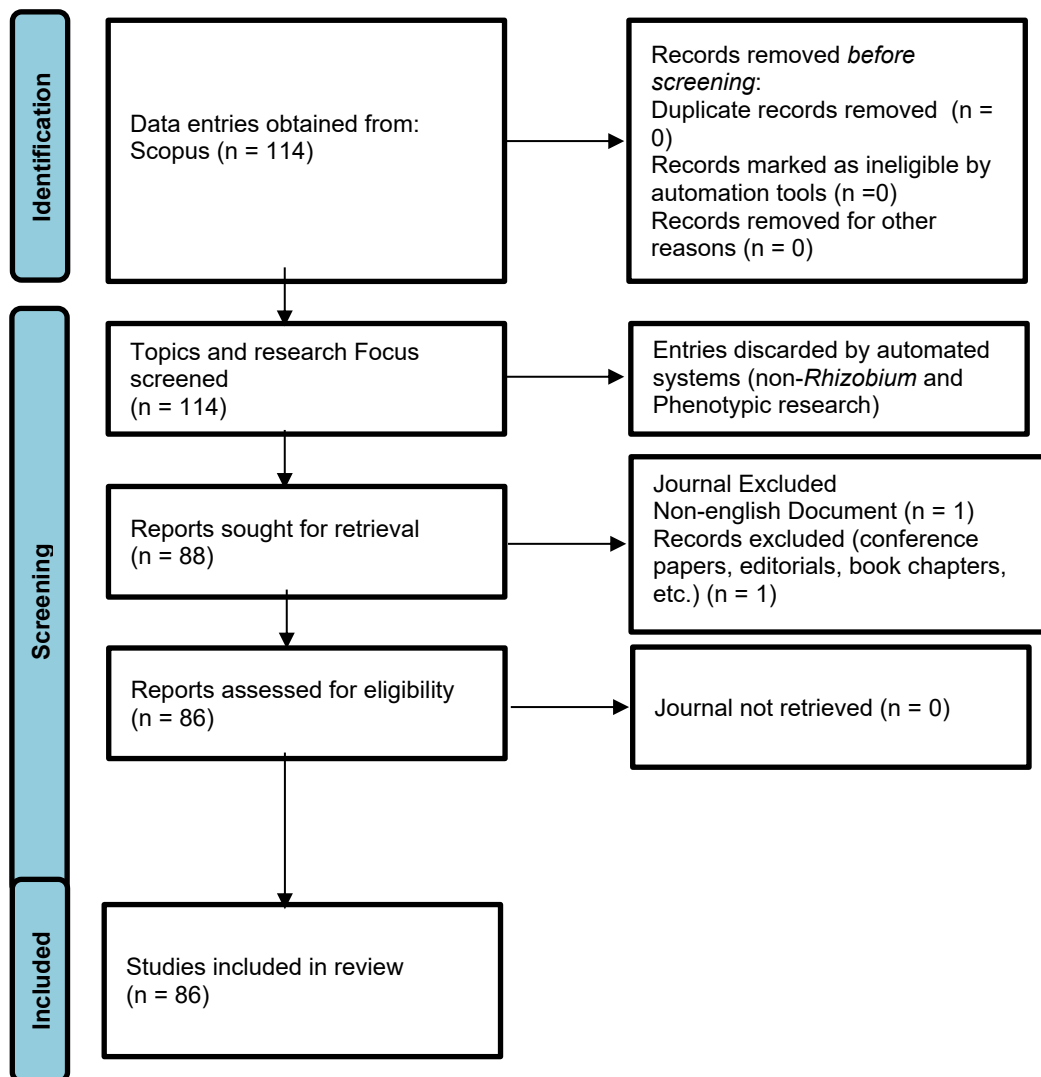 Identification
Data entries obtained from:
Scopus (n = 114)
Records removed before
screening:
Duplicate records removed  (n =
0)
Records marked as ineligible by
automation tools (n =0)
Records removed for other
reasons (n = 0)
Screening
Topics and research Focus
screened
(n = 114)
Entries discarded by automated
systems (non-Rhizobium and
Phenotypic research)
Reports sought for retrieval
(n = 88)
Journal Excluded
Non-english Document (n = 1)
Records excluded (conference
papers, editorials, book chapters,
etc.) (n = 1)
Reports assessed for eligibility
(n = 86)
Journal not retrieved (n = 0)
Included
Studies included in review
(n = 86)